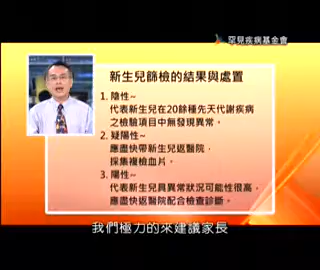 罕見疾病基金會
新生兒篩檢的結果與處置
1. 陰性~
代表新生兒在20餘種先天代謝疾病
之檢驗項目中無發現異常。
2. 疑陽性~
應盡快帶新生兒返醫院，
採集複檢血片。
3. 陽性~
代表新生兒具異常狀況可能性很高，
應盡快返醫院配合檢查診斷。
我們極力的來建議家長